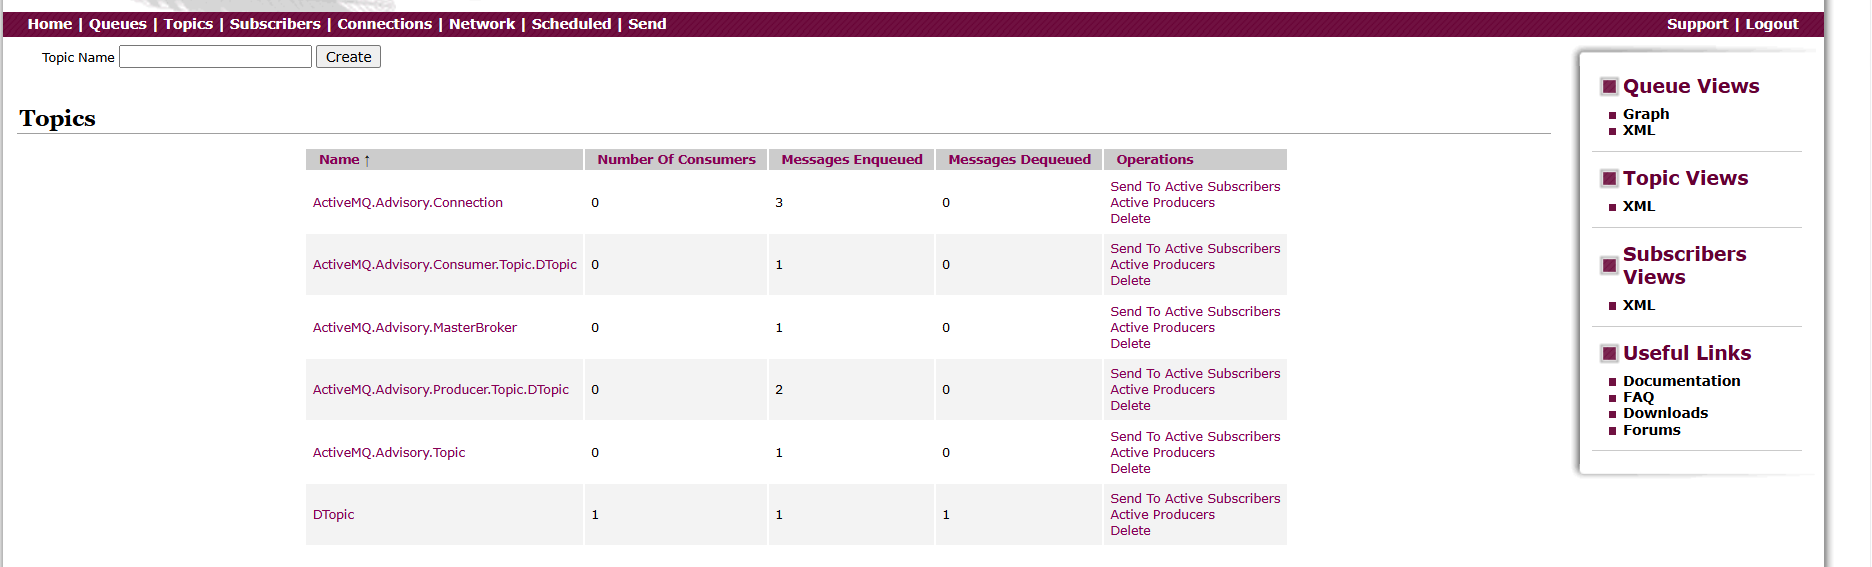 Home | Queues | Topics | Subscribers | Connections | Network | Scheduled | Send
Support | Logout
Topic Name
Create
Topics
Name ↑ Number Of Consumers Messages Enqueued Messages Dequeued Operations
ActiveMQ.Advisory.Connection 0 3 0 Send To Active Subscribers
Active Producers
Delete
ActiveMQ.Advisory.Consumer.Topic.DTopic 0 1 0 Send To Active Subscribers
Active Producers
Delete
ActiveMQ.Advisory.MasterBroker 0 1 0 Send To Active Subscribers
Active Producers
Delete
ActiveMQ.Advisory.Producer.Topic.DTopic 0 2 0 Send To Active Subscribers
Active Producers
Delete
ActiveMQ.Advisory.Topic 0 1 0 Send To Active Subscribers
Active Producers
Delete
DTopic 1 1 1 Send To Active Subscribers
Active Producers
Delete
Queue Views
Graph
XML
Topic Views
XML
Subscribers
Views
XML
Useful Links
Documentation
FAQ
Downloads
Forums